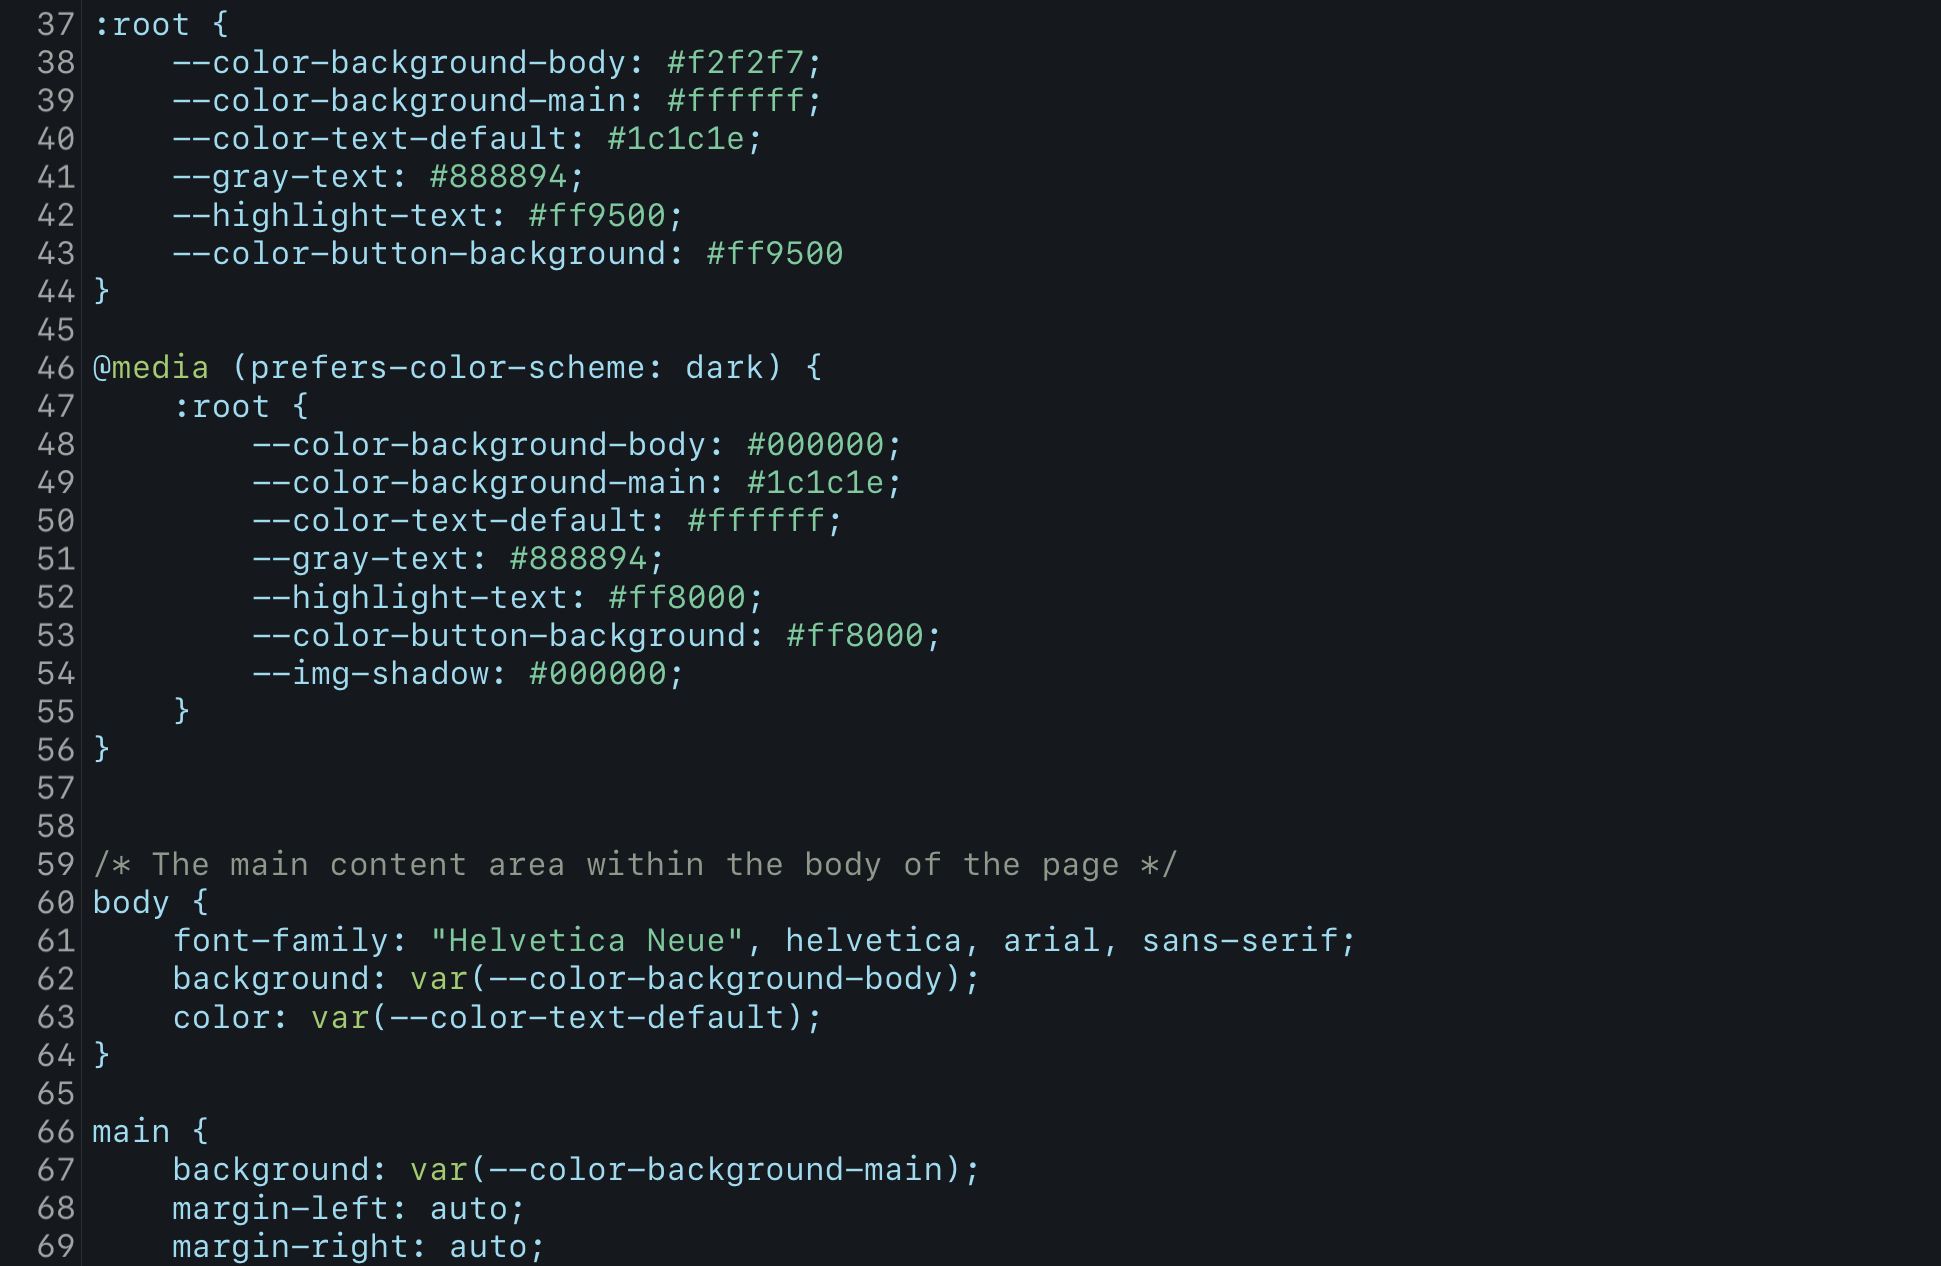 37 :root {
38     --color-background-body: #f2f2f7;
39     --color-background-main: #ffffff;
40     --color-text-default: #1c1c1e;
41     --gray-text: #888894;
42     --highlight-text: #ff9500;
43     --color-button-background: #ff9500
44 }
45
46 @media (prefers-color-scheme: dark) {
47     :root {
48         --color-background-body: #000000;
49         --color-background-main: #1c1c1e;
50         --color-text-default: #ffffff;
51         --gray-text: #888894;
52         --highlight-text: #ff8000;
53         --color-button-background: #ff8000;
54         --img-shadow: #000000;
55     }
56 }
57
58
59 /* The main content area within the body of the page */
60 body {
61     font-family: "Helvetica Neue", helvetica, arial, sans-serif;
62     background: var(--color-background-body);
63     color: var(--color-text-default);
64 }
65
66 main {
67     background: var(--color-background-main);
68     margin-left: auto;
69     margin-right: auto;